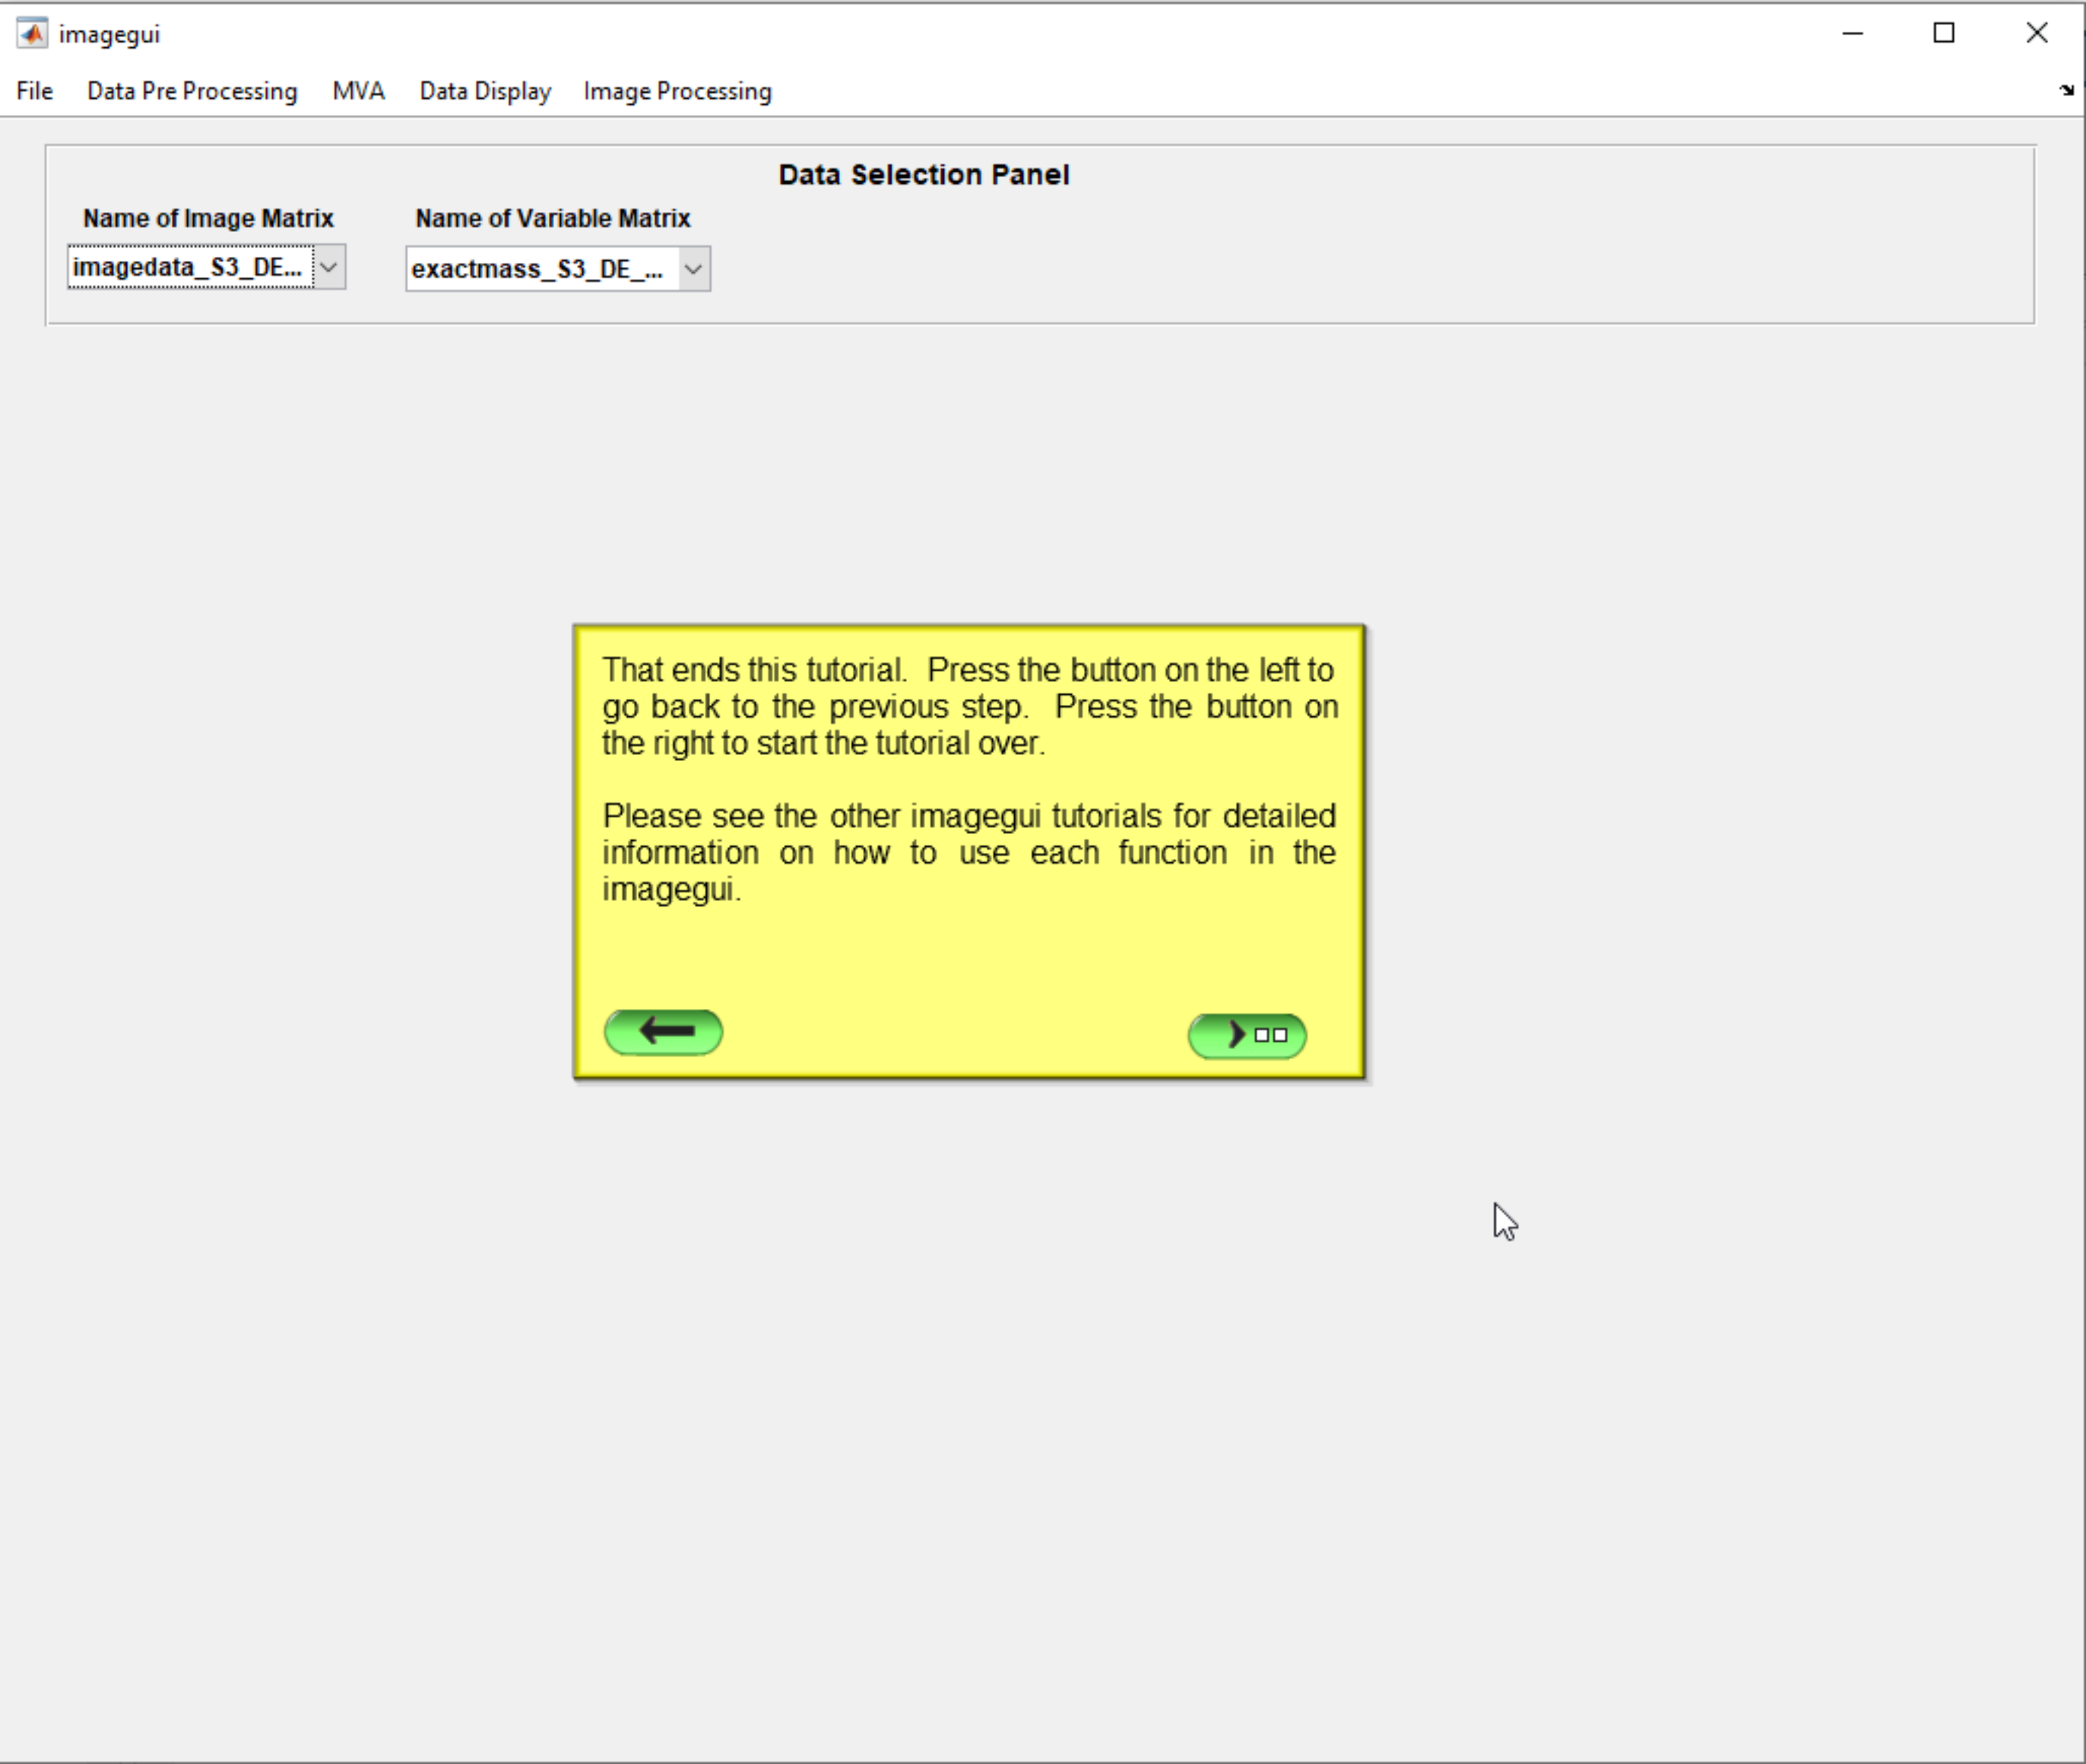 imagegui
File Data Pre Processing MVA Data Display Image Processing
Data Selection Panel
Name of Image Matrix Name of Variable Matrix
imagedata_S3_DE... exactmass_S3_DE_...
That ends this tutorial. Press the button on the left to
go back to the previous step. Press the button on
the right to start the tutorial over.
Please see the other imagegui tutorials for detailed
information on how to use each function in the
imagegui.